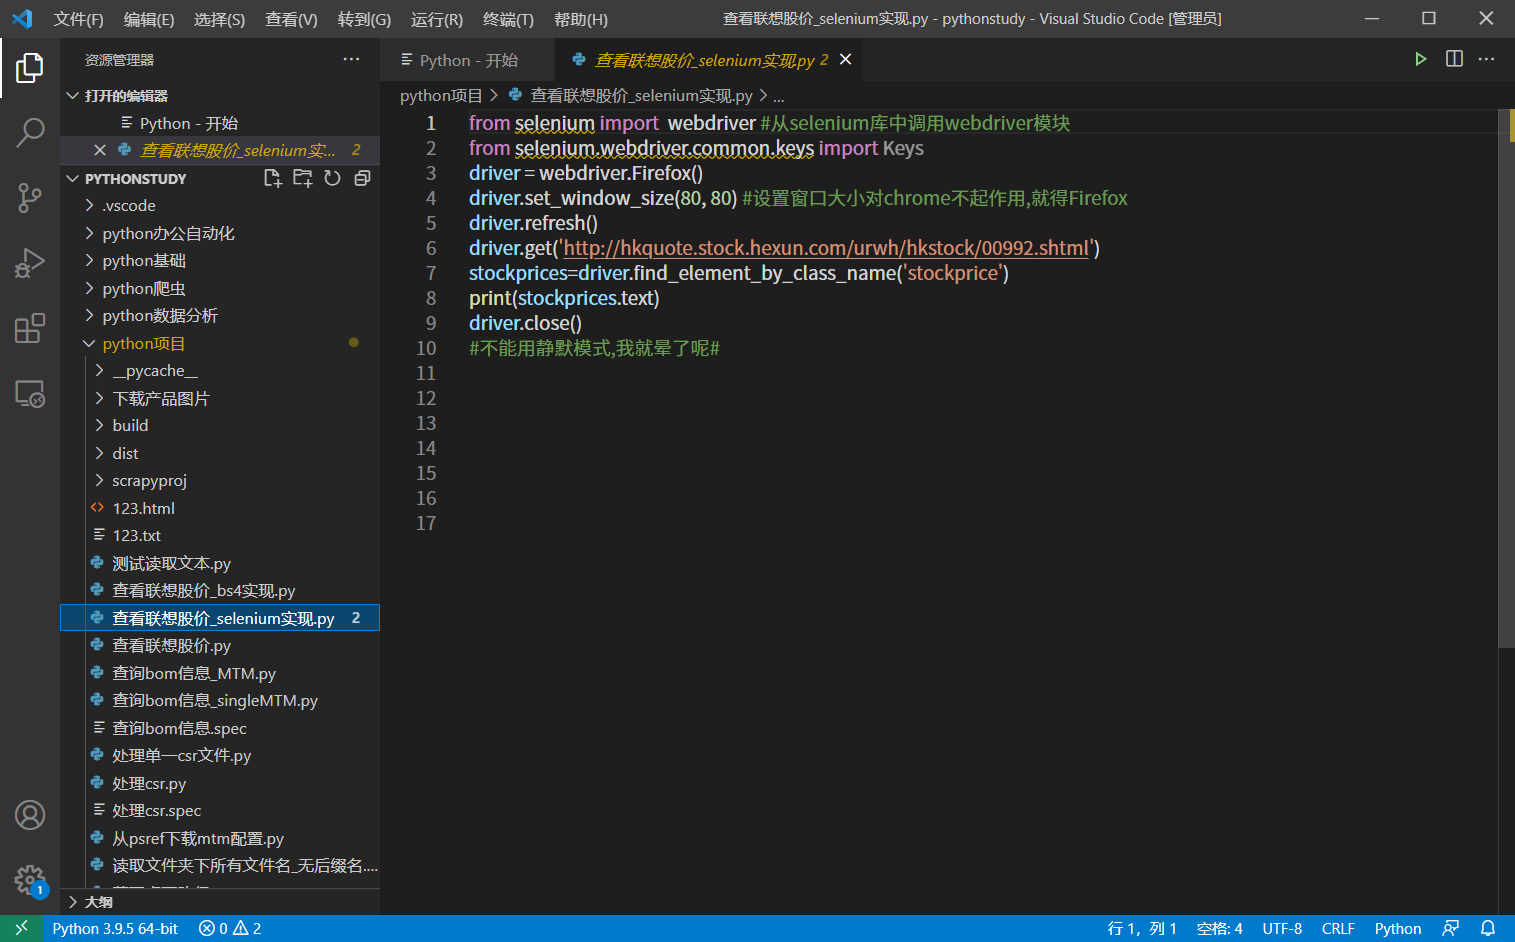 文件(F) 编辑(E) 选择(S) 查看(V) 转到(G) 运行(R) 终端(T) 帮助(H) 查看联想股价_selenium实现.py - pythonstudy - Visual Studio Code [管理员]
资源管理器
打开的编辑器
Python - 开始
查看联想股价_selenium实... 2
PYTHONSTUDY
.vscode
python办公自动化
python基础
python爬虫
python数据分析
python项目
__pycache__
下载产品图片
build
dist
scrapyproj
123.html
123.txt
测试读取文本.py
查看联想股价_bs4实现.py
查看联想股价_selenium实现.py 2
查看联想股价.py
查询bom信息_MTM.py
查询bom信息_singleMTM.py
查询bom信息.spec
处理单一csr文件.py
处理csr.py
处理csr.spec
从psref下载mtm配置.py
读取文件夹下所有文件名_无后缀名....
大纲
1
Python - 开始 查看联想股价_selenium实现.py 2
python项目 > 查看联想股价_selenium实现.py > ...
1 from selenium import webdriver #从selenium库中调用webdriver模块
2 from selenium.webdriver.common.keys import Keys
3 driver = webdriver.Firefox()
4 driver.set_window_size(80, 80) #设置窗口大小对chrome不起作用,就得Firefox
5 driver.refresh()
6 driver.get('http://hkquote.stock.hexun.com/urwh/hkstock/00992.shtml')
7 stockprices=driver.find_element_by_class_name('stockprice')
8 print(stockprices.text)
9 driver.close()
10 #不能用静默模式,我就晕了呢#
11
12
13
14
15
16
17
Python 3.9.5 64-bit 0 2 行 1, 列 1 空格: 4 UTF-8 CRLF Python